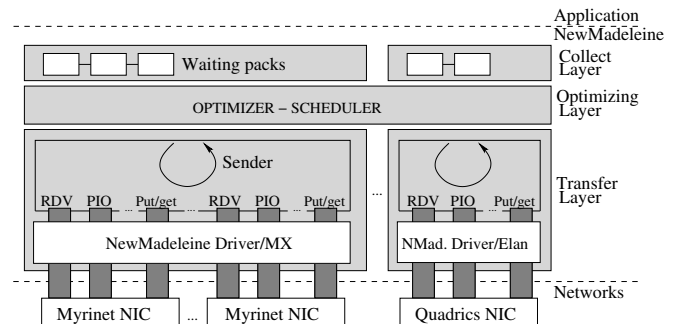 Application
NewMadeleine
Waiting packs
Collect
Layer
OPTIMIZER – SCHEDULER
Optimizing
Layer
Sender
...
Transfer
Layer
RDV PIO ... Put/get ... RDV PIO ... Put/get
RDV PIO ... Put/get
NewMadeleine Driver/MX
NMad. Driver/Elan
Networks
Myrinet NIC ... Myrinet NIC
Quadrics NIC